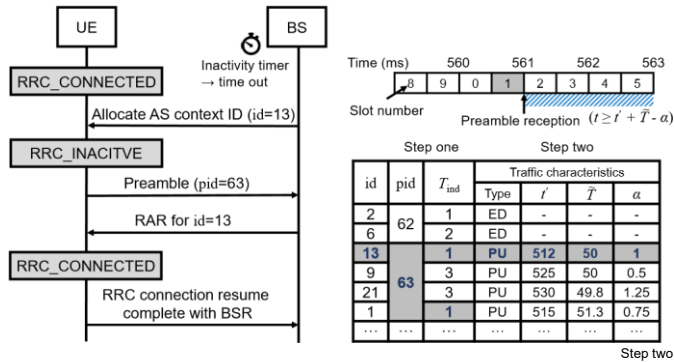 UE
BS
Inactivity timer
→ time out
RRC_CONNECTED
Allocate AS context ID (id=13)
RRC_INACITVE
Preamble (pid=63)
RAR for id=13
RRC_CONNECTED
RRC connection resume
complete with BSR
Time (ms) 560 561 562 563
8 9 0 1 2 3 4 5
Slot number
Preamble reception (t ≥ t′ + T̃ - α)
Step one Step two
id pid T_ind Traffic characteristics
Type t′ T̃ α
2 62 1 ED - - -
6 2 ED - - -
13 63 1 PU 512 50 1
9 3 PU 525 50 0.5
21 3 PU 530 49.8 1.25
1 1 PU 515 51.3 0.75
... ... ... ... ... ... ...
Step two